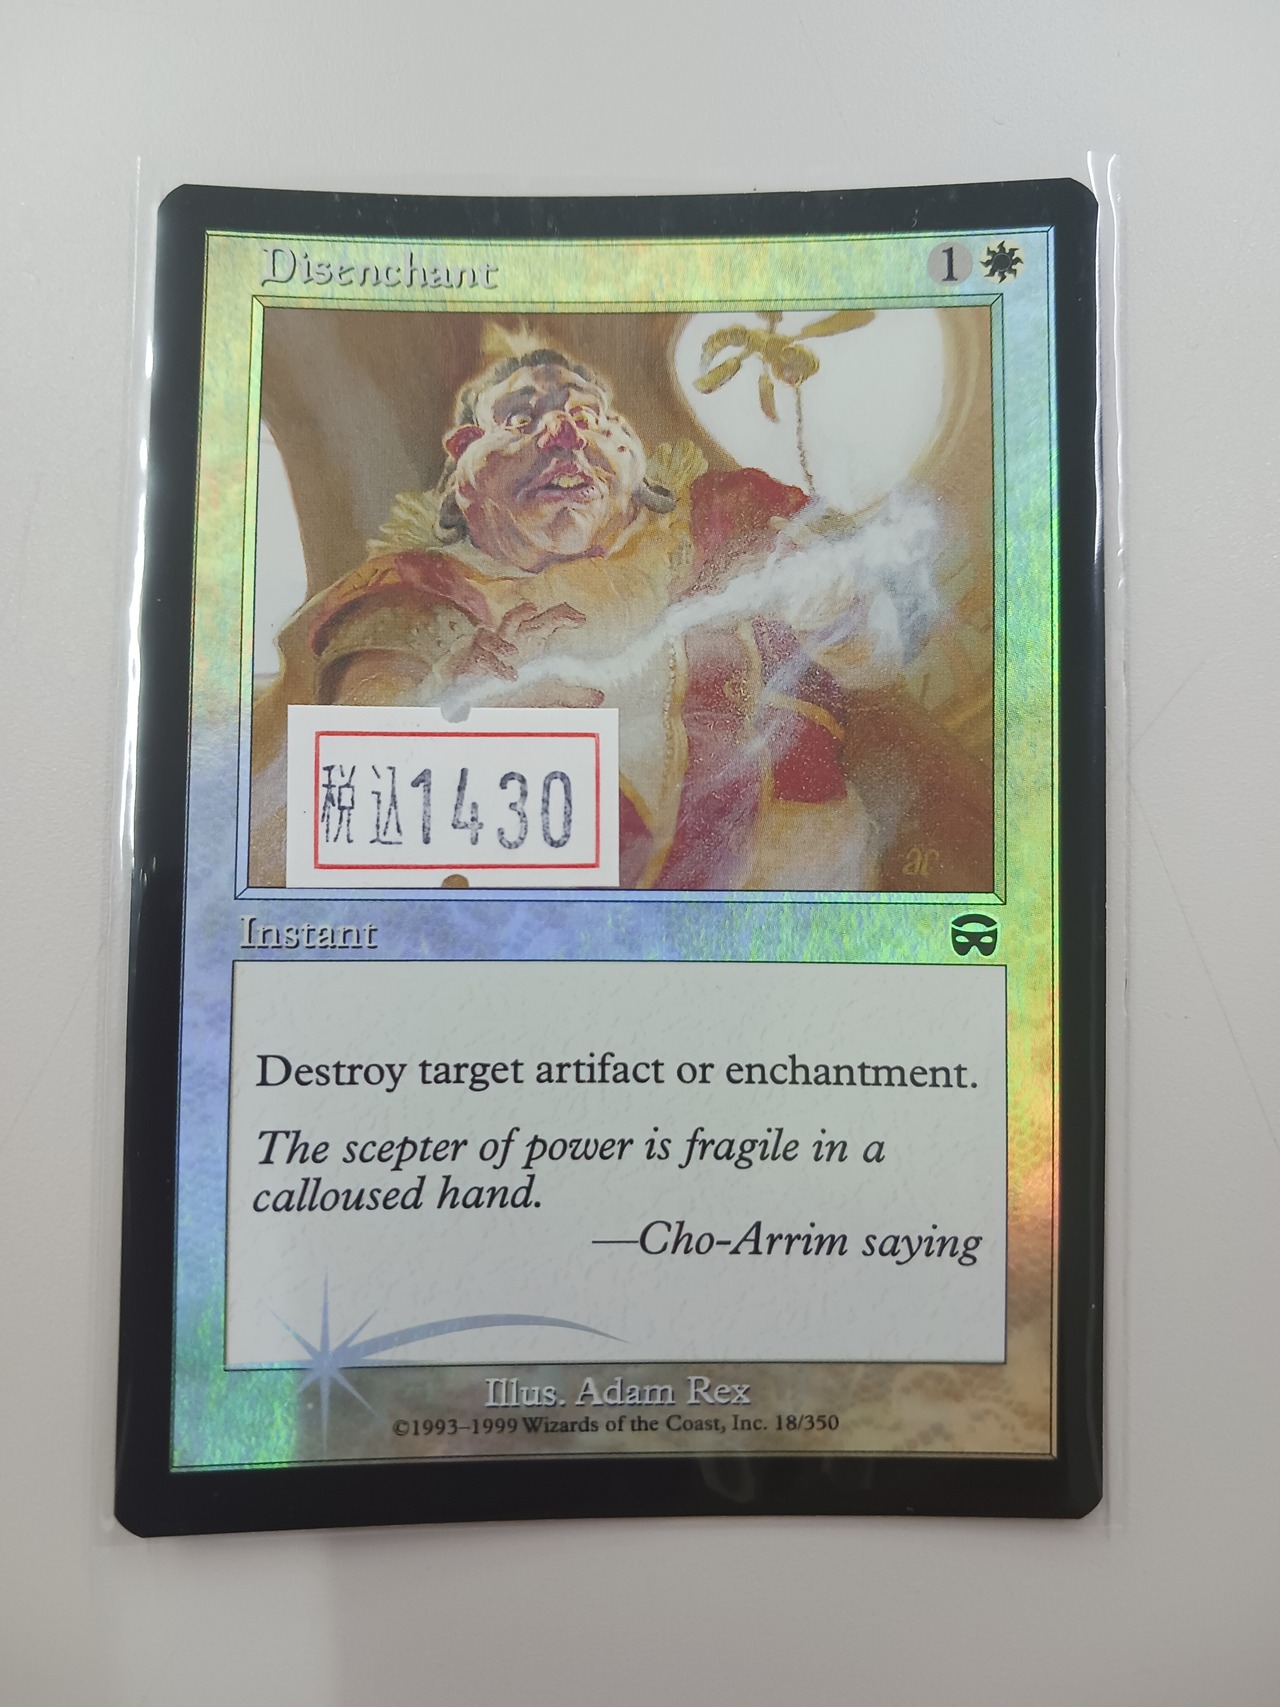 Disenchant 1
税込1430
ar
Instant
Destroy target artifact or enchantment.
The scepter of power is fragile in a
calloused hand.
—Cho-Arrim saying
Illus. Adam Rex
©1993–1999 Wizards of the Coast, Inc. 18/350